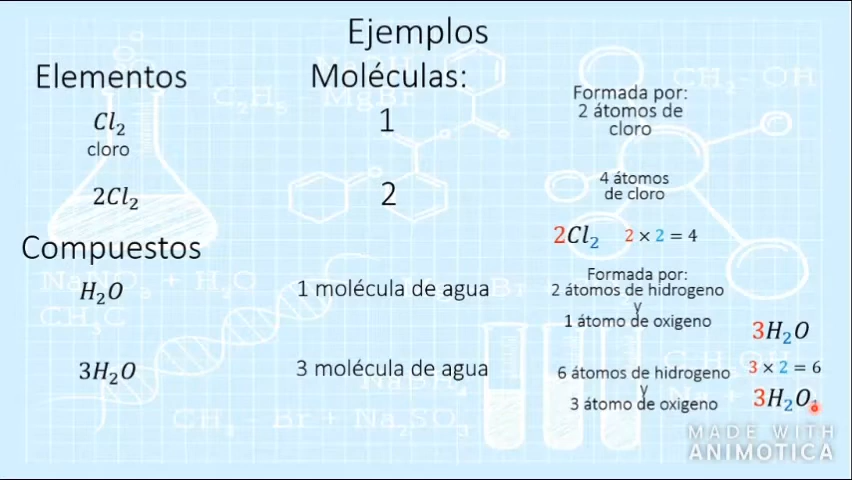 Ejemplos
Elementos
Moléculas:
Cl₂
cloro
1
Formada por:
2 átomos de
cloro
2Cl₂
2
4 átomos
de cloro
2Cl₂ 2 × 2 = 4
Compuestos
H₂O
1 molécula de agua
Formada por:
2 átomos de hidrogeno
y
1 átomo de oxigeno
3H₂O
3H₂O
3 molécula de agua
6 átomos de hidrogeno
y
3 átomo de oxigeno
3 × 2 = 6
3H₂O
MADE WITH
ANIMOTICA